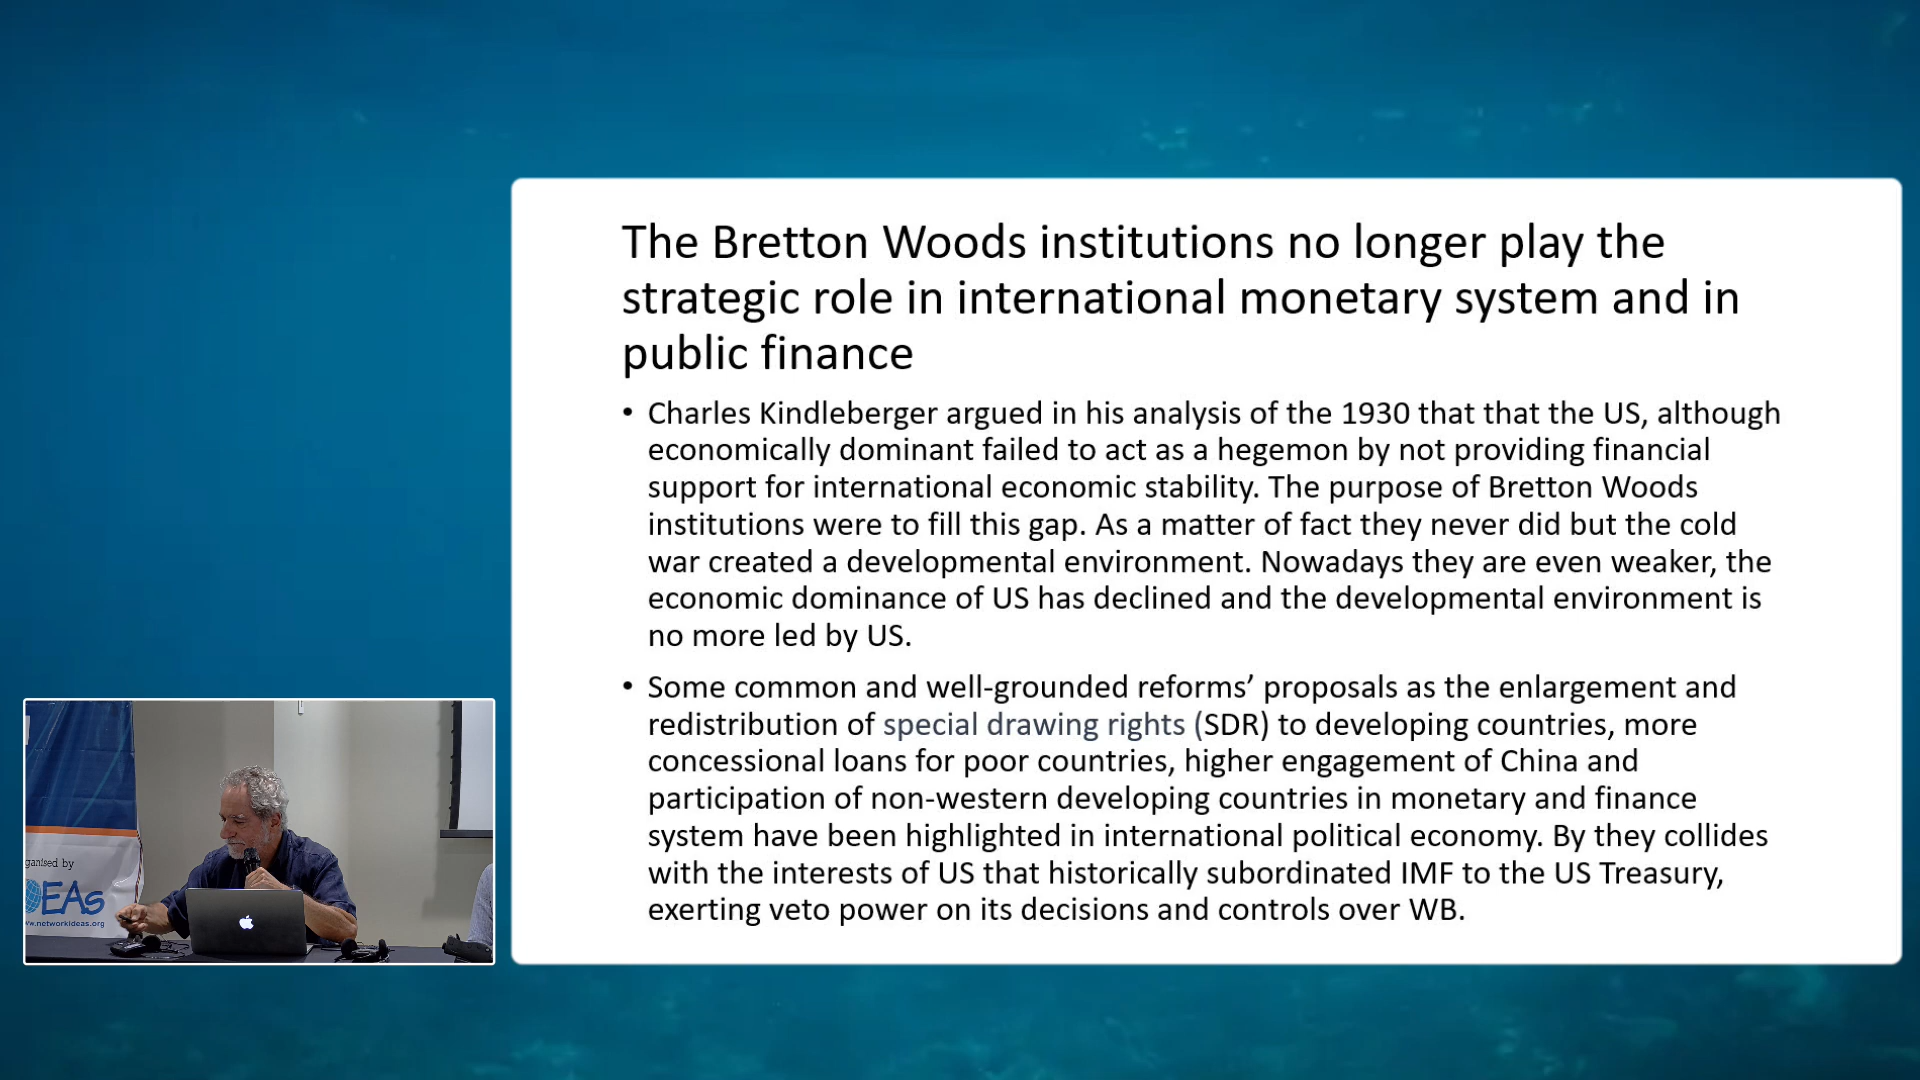 The Bretton Woods institutions no longer play the
strategic role in international monetary system and in
public finance
• Charles Kindleberger argued in his analysis of the 1930 that that the US, although
economically dominant failed to act as a hegemon by not providing financial
support for international economic stability. The purpose of Bretton Woods
institutions were to fill this gap. As a matter of fact they never did but the cold
war created a developmental environment. Nowadays they are even weaker, the
economic dominance of US has declined and the developmental environment is
no more led by US.
• Some common and well-grounded reforms’ proposals as the enlargement and
redistribution of special drawing rights (SDR) to developing countries, more
concessional loans for poor countries, higher engagement of China and
participation of non-western developing countries in monetary and finance
system have been highlighted in international political economy. By they collides
with the interests of US that historically subordinated IMF to the US Treasury,
exerting veto power on its decisions and controls over WB.
ganised by
EAs
w.networkideas.org